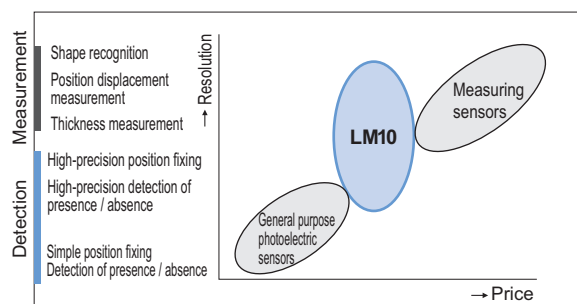 Measurement
Shape recognition
Position displacement
measurement
Thickness measurement
Detection
High-precision position fixing
High-precision detection of
presence / absence
Simple position fixing
Detection of presence / absence
→ Resolution
LM10
Measuring
sensors
General purpose
photoelectric
sensors
→ Price